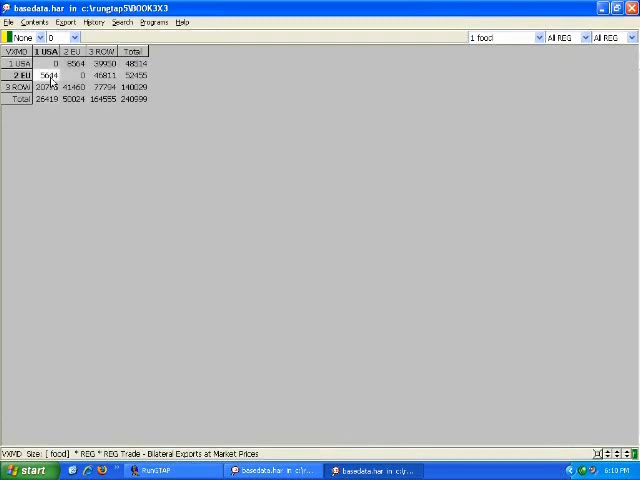 basedata.har in c:\rungtap5\BOOK3X3
File Contents Export History Search Programs Help
None 0 1 food All REG All REG
VXMD 1 USA 2 EU 3 ROW Total
1 USA 0 8564 39950 48514
2 EU 5644 0 46811 52455
3 ROW 41460 77794 140029
Total 26419 50024 164555 240999
VXMD Size: [ food] * REG * REG Trade - Bilateral Exports at Market Prices
start RunGTAP basedata.har in c:\r... basedata.har in c:\r... 6:10 PM